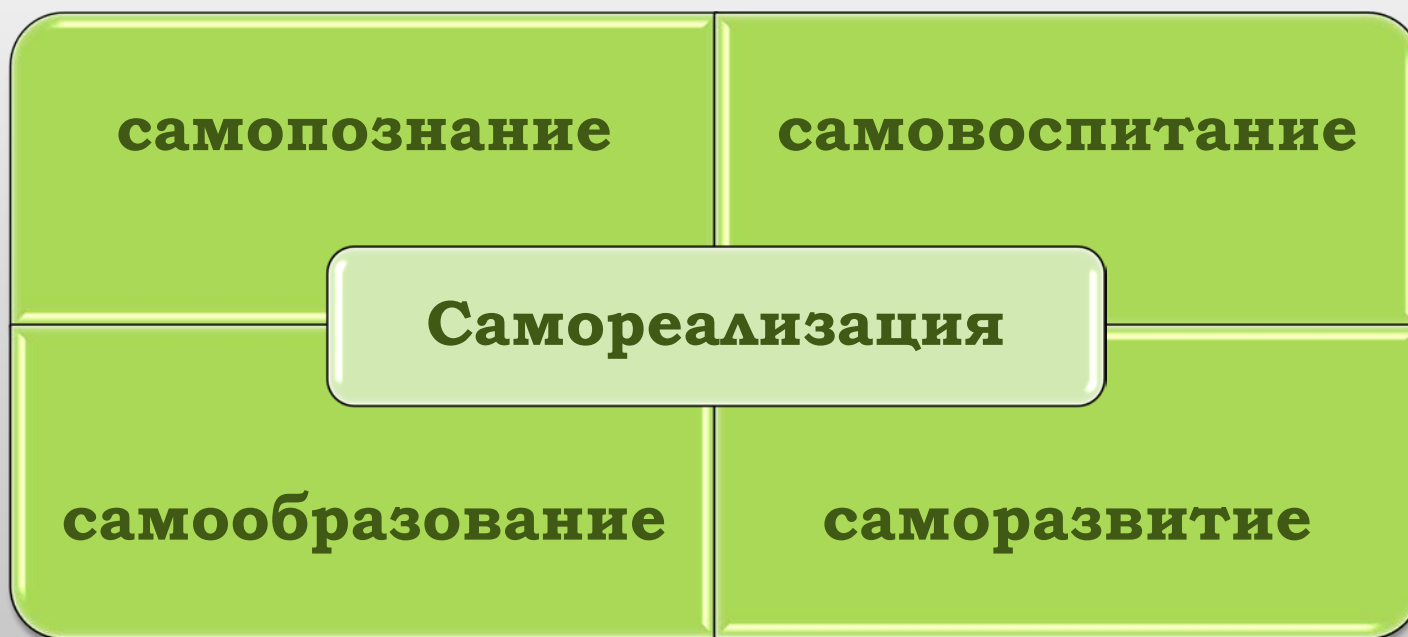 самопознание
самовоспитание
Самореализация
самообразование
саморазвитие